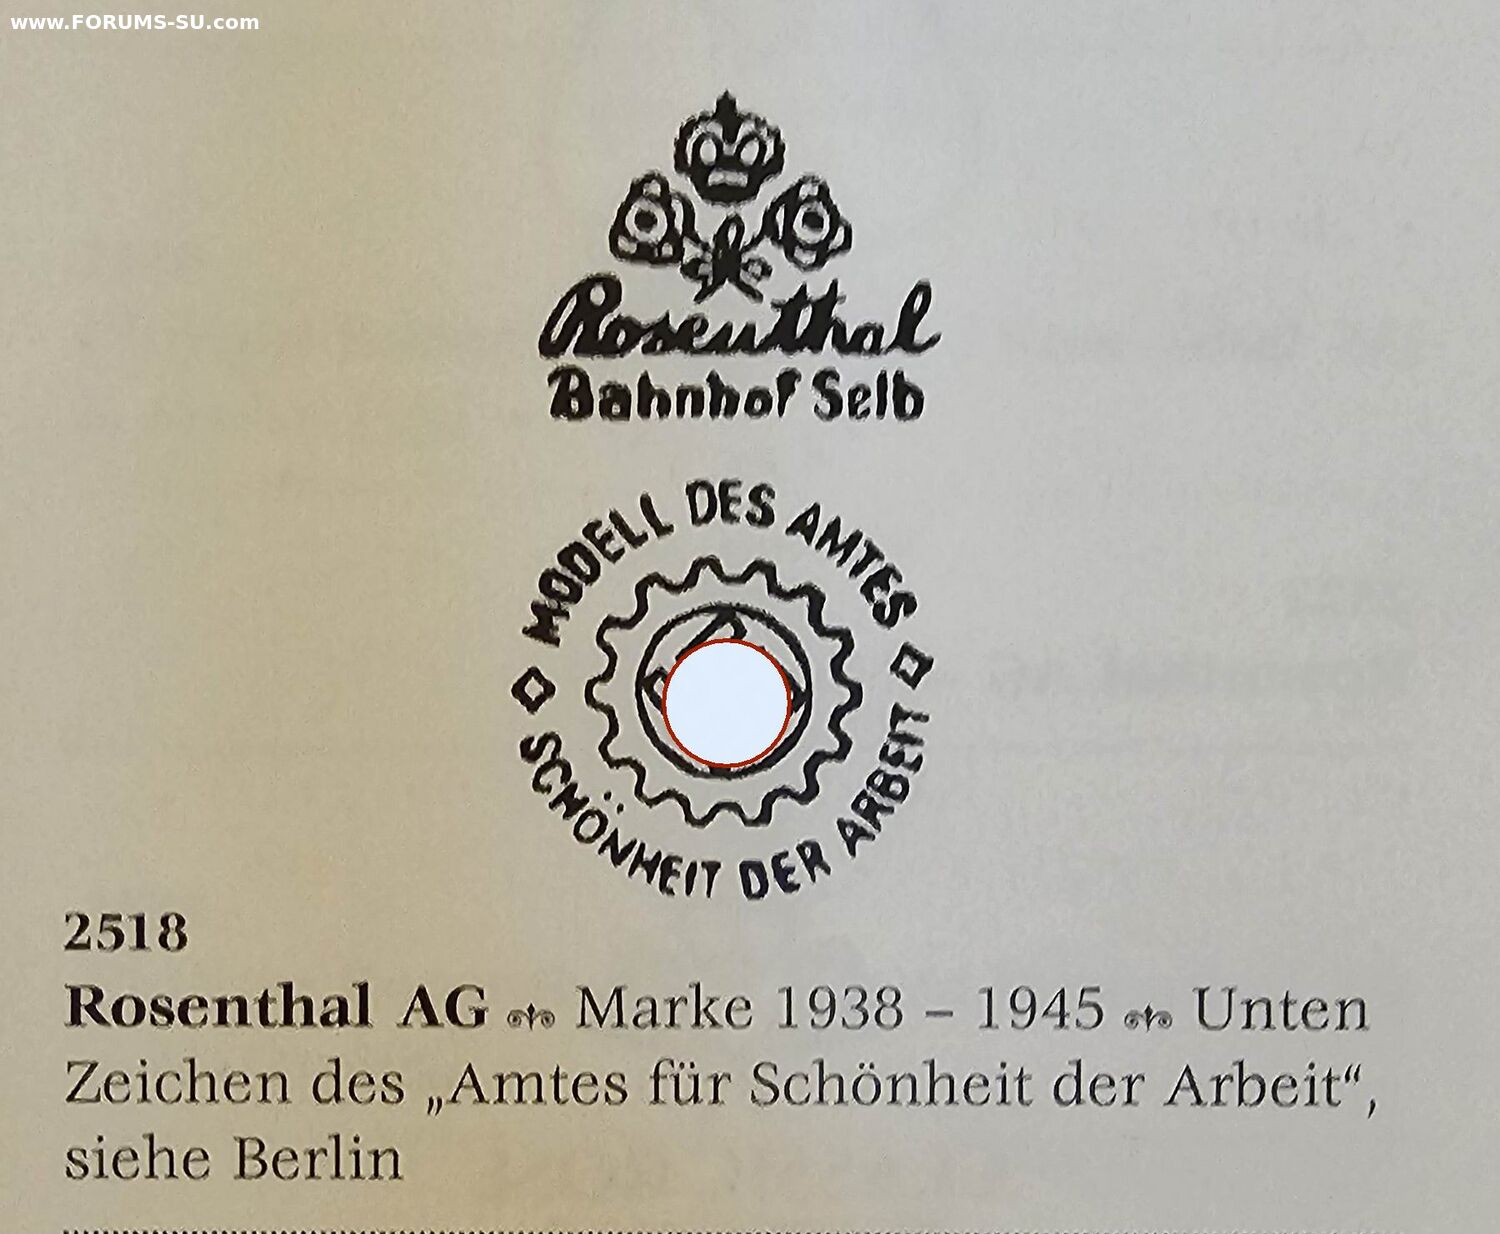 www.FORUMS-SU.com
Rosenthal
Bahnhof Selb
MODELL DES AMTES
SCHÖNHEIT DER ARBEIT
2518
Rosenthal AG Marke 1938 – 1945 Unten
Zeichen des „Amtes für Schönheit der Arbeit“,
siehe Berlin